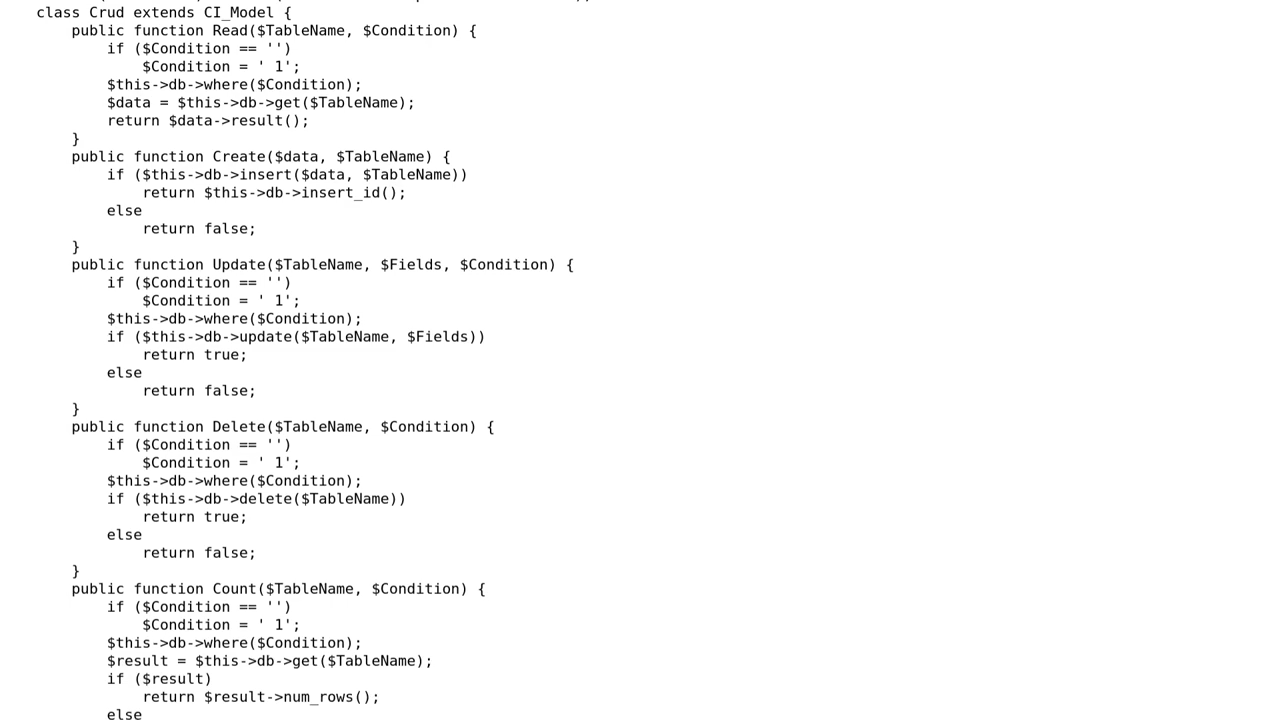 class Crud extends CI_Model {
    public function Read($TableName, $Condition) {
        if ($Condition == '')
            $Condition = ' 1';
        $this->db->where($Condition);
        $data = $this->db->get($TableName);
        return $data->result();
    }
    public function Create($data, $TableName) {
        if ($this->db->insert($data, $TableName))
            return $this->db->insert_id();
        else
            return false;
    }
    public function Update($TableName, $Fields, $Condition) {
        if ($Condition == '')
            $Condition = ' 1';
        $this->db->where($Condition);
        if ($this->db->update($TableName, $Fields))
            return true;
        else
            return false;
    }
    public function Delete($TableName, $Condition) {
        if ($Condition == '')
            $Condition = ' 1';
        $this->db->where($Condition);
        if ($this->db->delete($TableName))
            return true;
        else
            return false;
    }
    public function Count($TableName, $Condition) {
        if ($Condition == '')
            $Condition = ' 1';
        $this->db->where($Condition);
        $result = $this->db->get($TableName);
        if ($result)
            return $result->num_rows();
        else